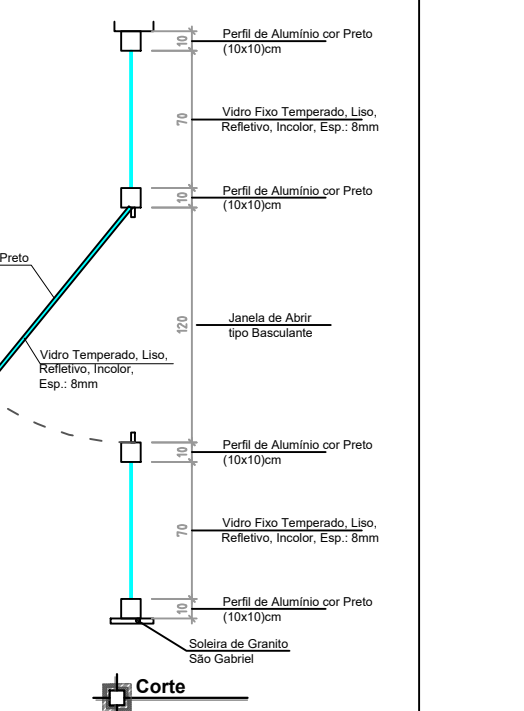 10
Perfil de Alumínio cor Preto
(10x10)cm
70
Vidro Fixo Temperado, Liso,
Refletivo, Incolor, Esp.: 8mm
10
Perfil de Alumínio cor Preto
(10x10)cm
Preto
120
Janela de Abrir
tipo Basculante
Vidro Temperado, Liso,
Refletivo, Incolor,
Esp.: 8mm
10
Perfil de Alumínio cor Preto
(10x10)cm
70
Vidro Fixo Temperado, Liso,
Refletivo, Incolor, Esp.: 8mm
10
Perfil de Alumínio cor Preto
(10x10)cm
Soleira de Granito
São Gabriel
Corte